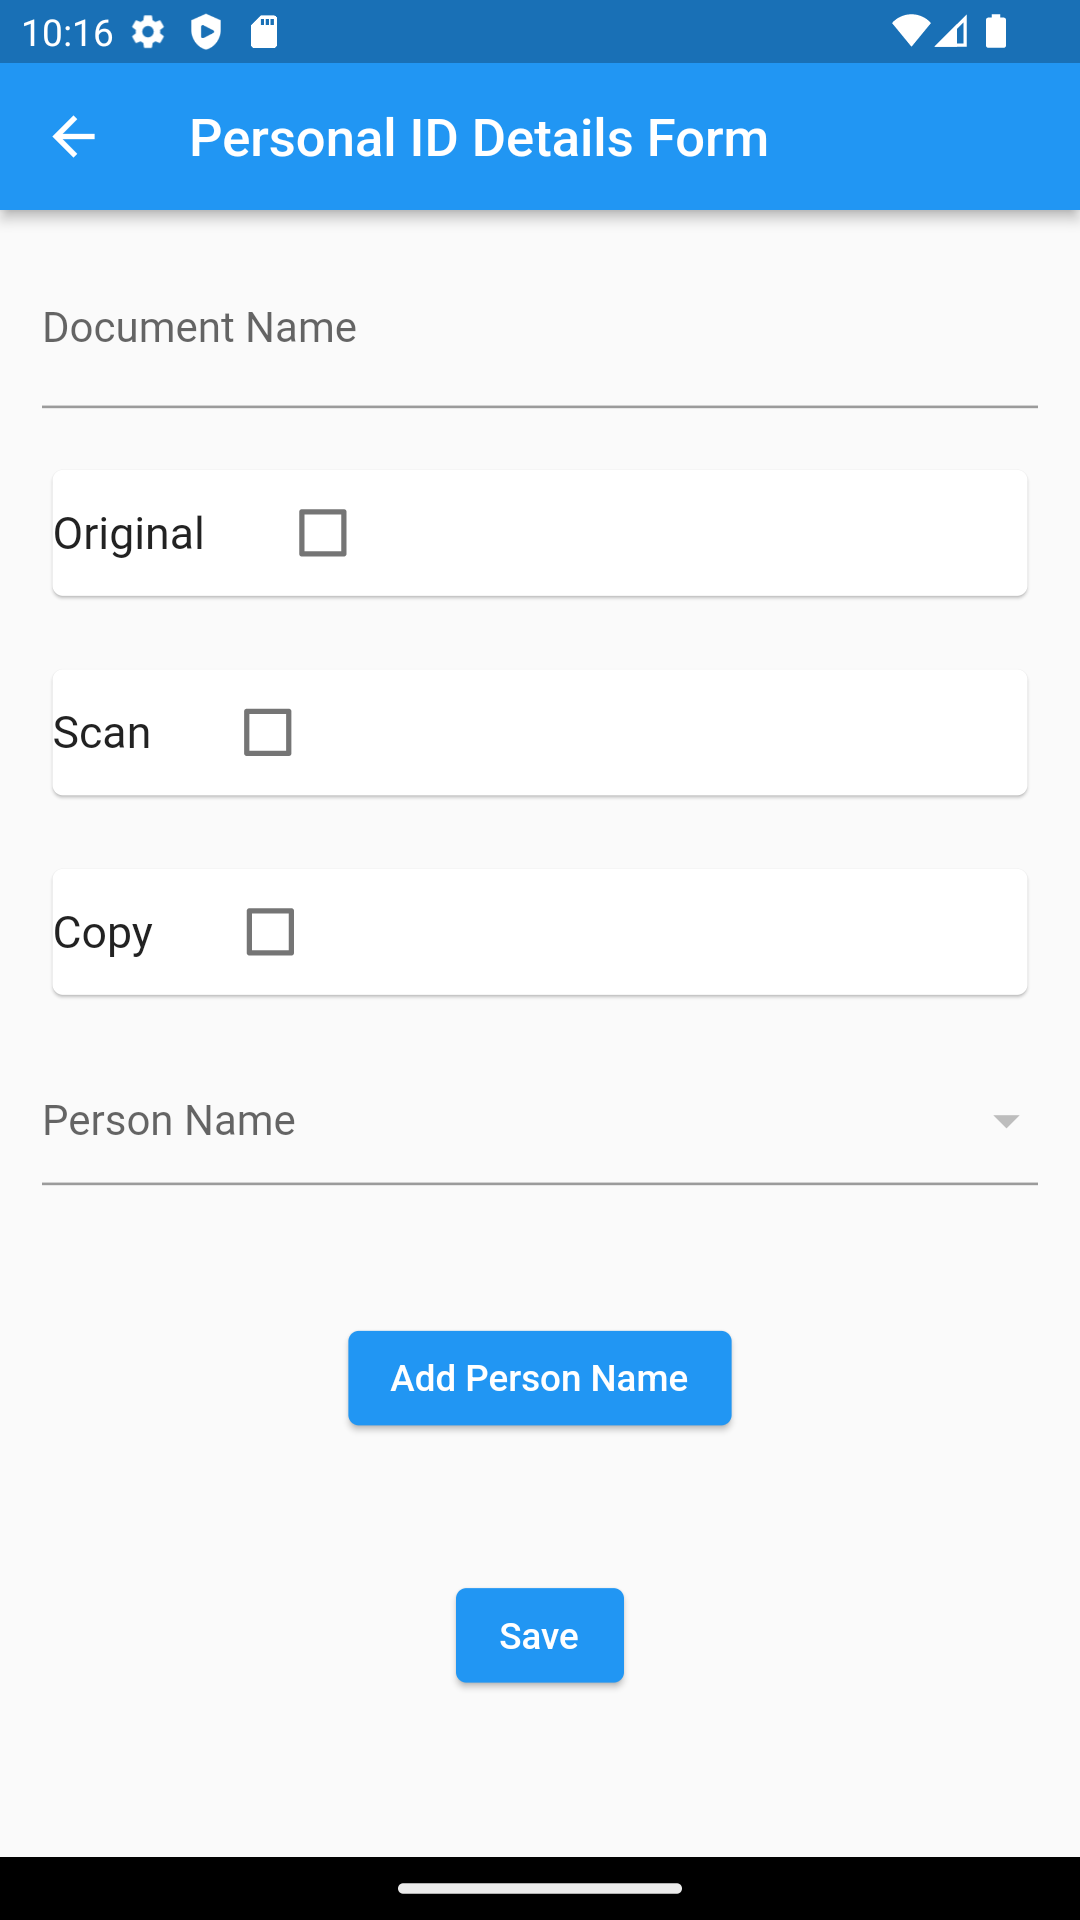 10:16
Personal ID Details Form
Document Name
Original
Scan
Copy
Person Name
Add Person Name
Save